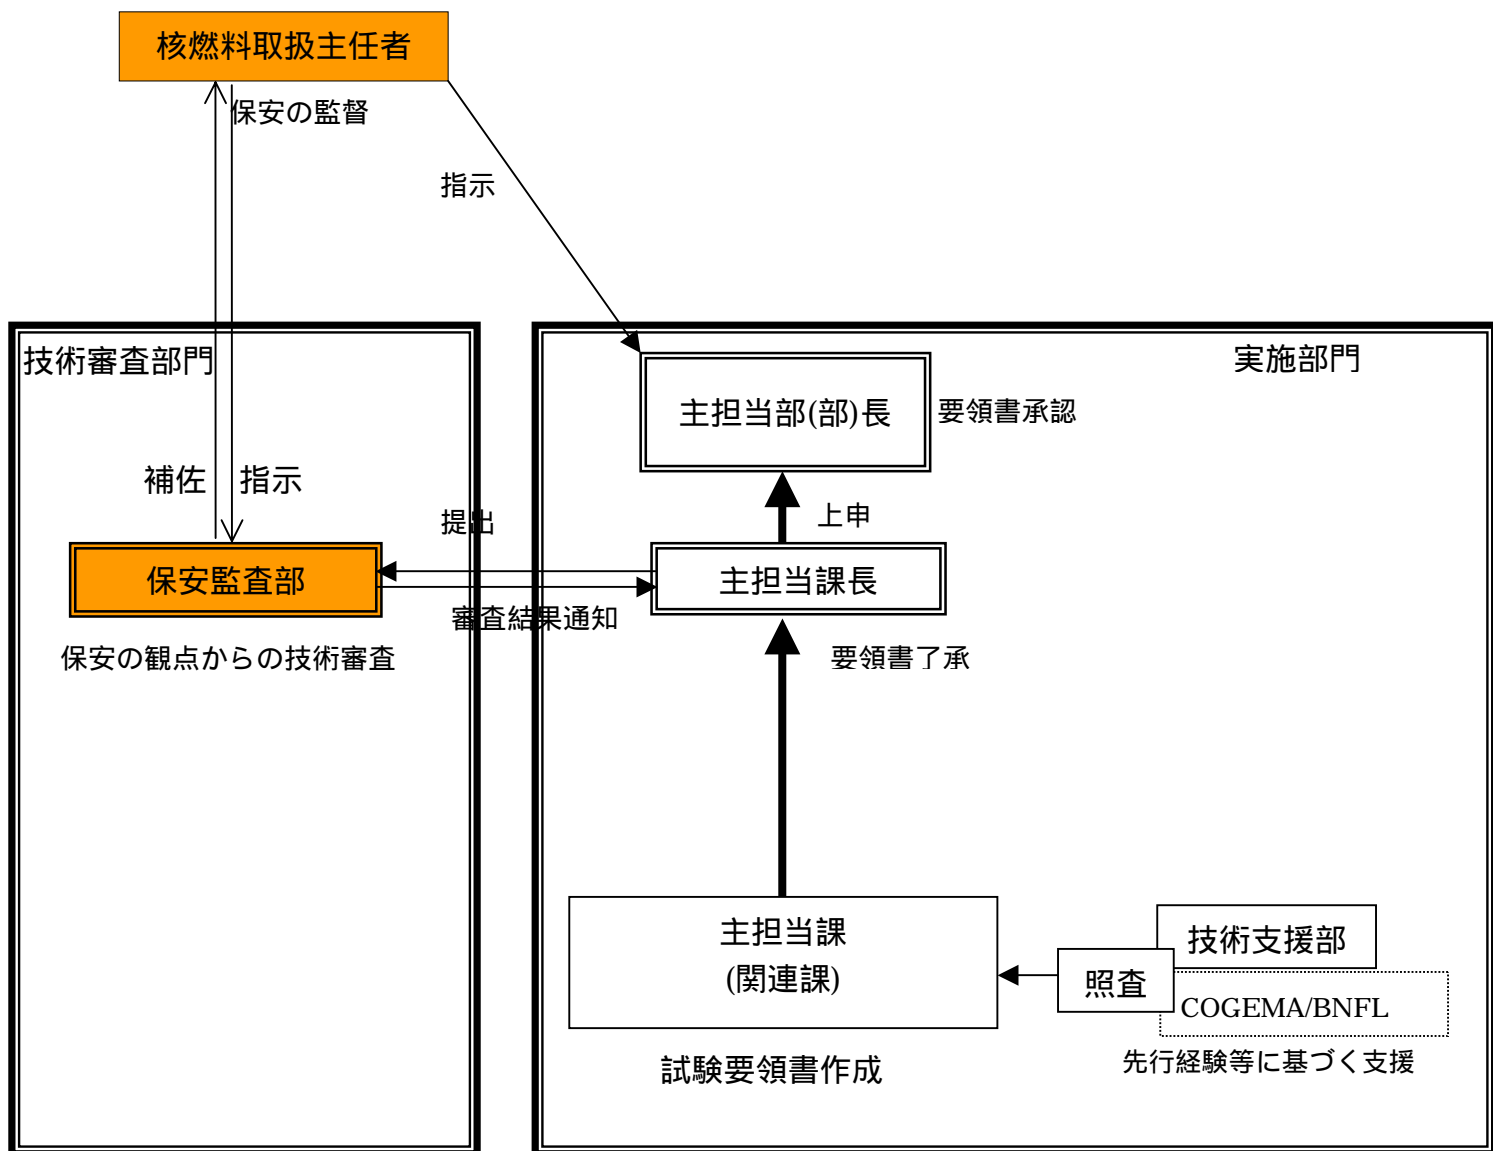 核燃料取扱主任者
保安の監督
指示
技術審査部門
実施部門
主担当部(部)長
要領書承認
補佐
指示
提出
上申
保安監査部
主担当課長
審査結果通知
保安の観点からの技術審査
要領書了承
主担当課
(関連課)
技術支援部
照査
COGEMA/BNFL
試験要領書作成
先行経験等に基づく支援